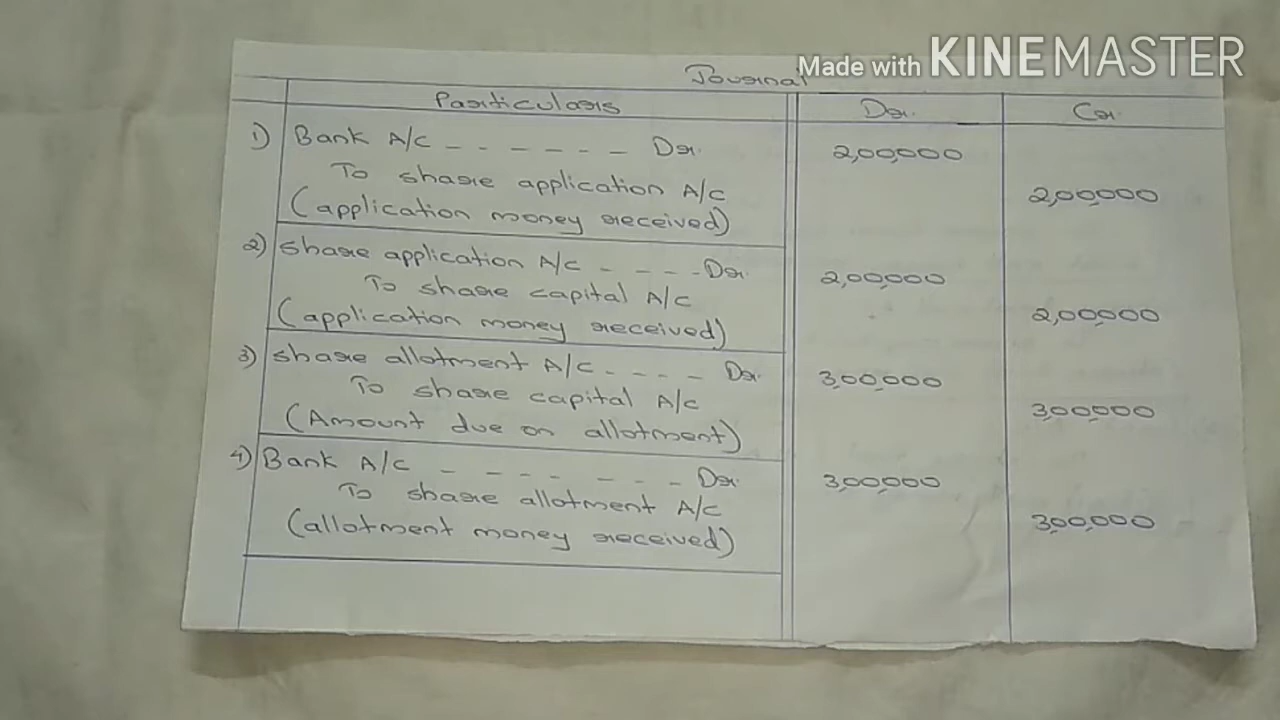 Made with KINEMASTER
Journal
Particulars Dr. Cr.
1) Bank A/C - - - - - - Dr. 2,00,000
To share application A/C 2,00,000
(application money received)
2) share application A/C - - - - Dr. 2,00,000
To share capital A/C 2,00,000
(application money received)
3) share allotment A/C - - - - Dr. 3,00,000
To share capital A/C 3,00,000
(Amount due on allotment)
4) Bank A/C - - - - - - - Dr. 3,00,000
To share allotment A/C 3,00,000
(allotment money received)